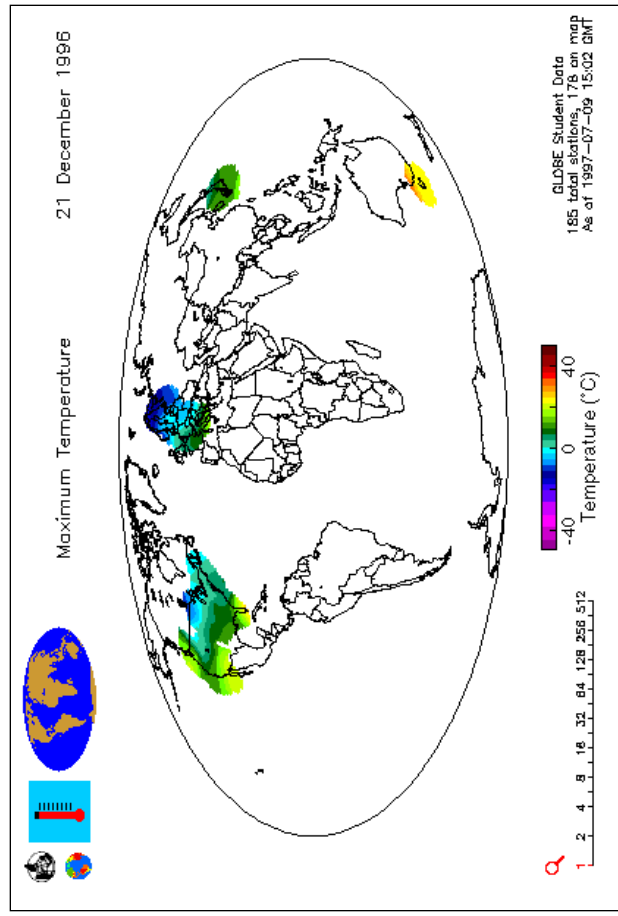 Maximum Temperature
21 December 1996
1 2 4 8 16 32 64 128 256 512
-40 0 40
Temperature (°C)
GLOBE Student Data
185 total stations, 178 on map
As of 1997-07-09 15:02 GMT